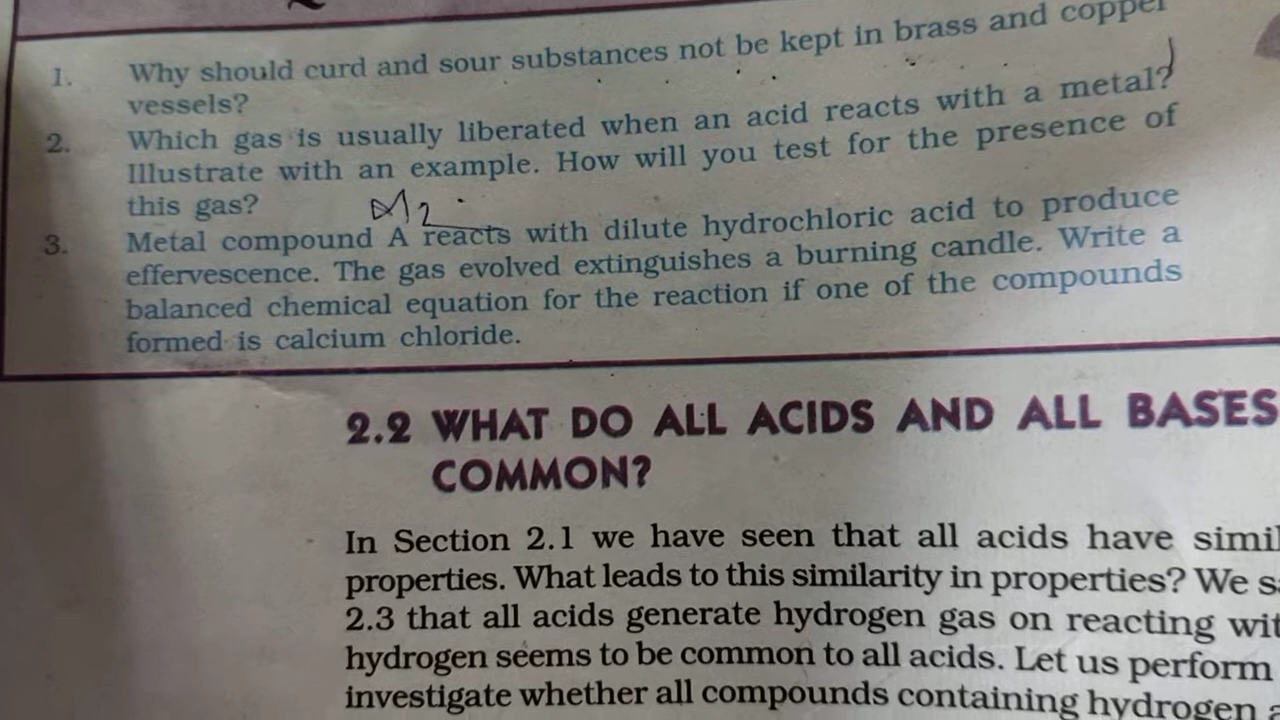 1. Why should curd and sour substances not be kept in brass and copper
vessels?
2. Which gas is usually liberated when an acid reacts with a metal?
Illustrate with an example. How will you test for the presence of
this gas?
3. Metal compound A reacts with dilute hydrochloric acid to produce
effervescence. The gas evolved extinguishes a burning candle. Write a
balanced chemical equation for the reaction if one of the compounds
formed is calcium chloride.
2.2 WHAT DO ALL ACIDS AND ALL BASES
COMMON?
In Section 2.1 we have seen that all acids have simil
properties. What leads to this similarity in properties? We s
2.3 that all acids generate hydrogen gas on reacting wit
hydrogen seems to be common to all acids. Let us perform
investigate whether all compounds containing hydrogen a